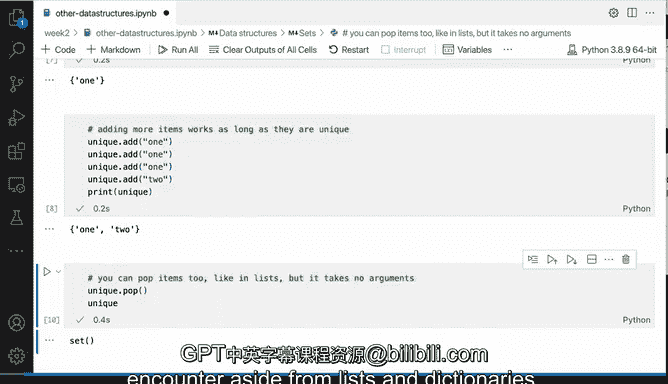 other-datastructures.ipynb
1
week2 > other-datastructures.ipynb > Data structures > Sets > # you can pop items too, like in lists, but it takes no arguments
+ Code + Markdown Run All Clear Outputs of All Cells Restart Interrupt Variables ... Python 3.8.9 64-bit
0.2s Python
{'one'}
# adding more items works as long as they are unique
unique.add("one")
unique.add("one")
unique.add("one")
unique.add("two")
print(unique)
[8] 0.2s Python
{'one', 'two'}
# you can pop items too, like in lists, but it takes no arguments
unique.pop()
unique
[10] 0.4s Python
set()
GPT中英字幕课程资源@bilibili.com
encounter aside from lists and dictionaries